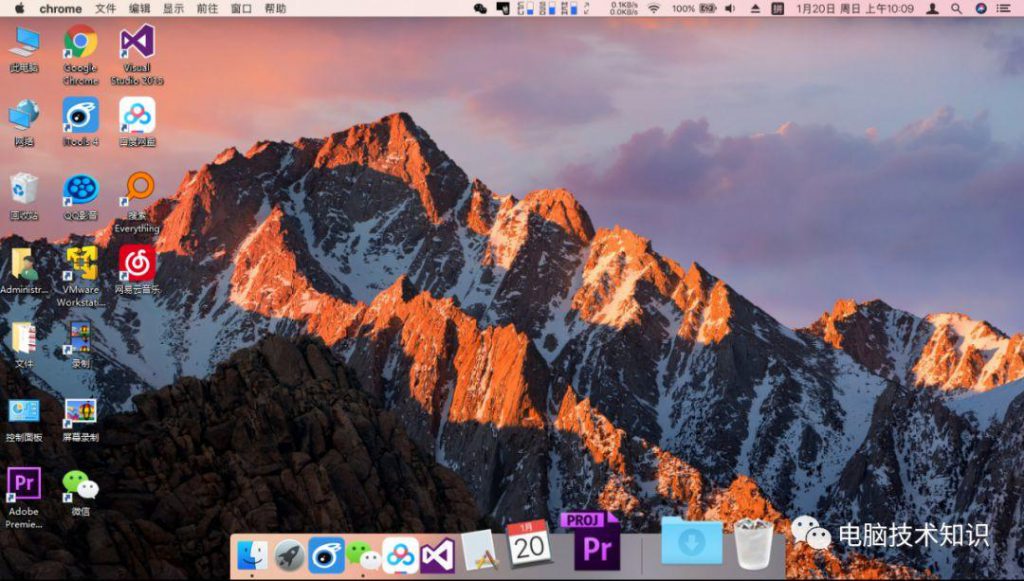 chrome 文件 编辑 显示 前往 窗口 帮助
0.1KB/s
0.0KB/s
100%
拼
1月20日 周日 上午10:09
此电脑
Google
Chrome
Visual
Studio 2015
网络
iTools 4
百度网盘
回收站
QQ影音
搜索
Everything
Administr...
VMware
Workstat...
网易云音乐
文件
录制
控制面板
屏幕录制
Pr
Adobe
Premie...
微信
1月
20
PROJ
Pr
电脑技术知识